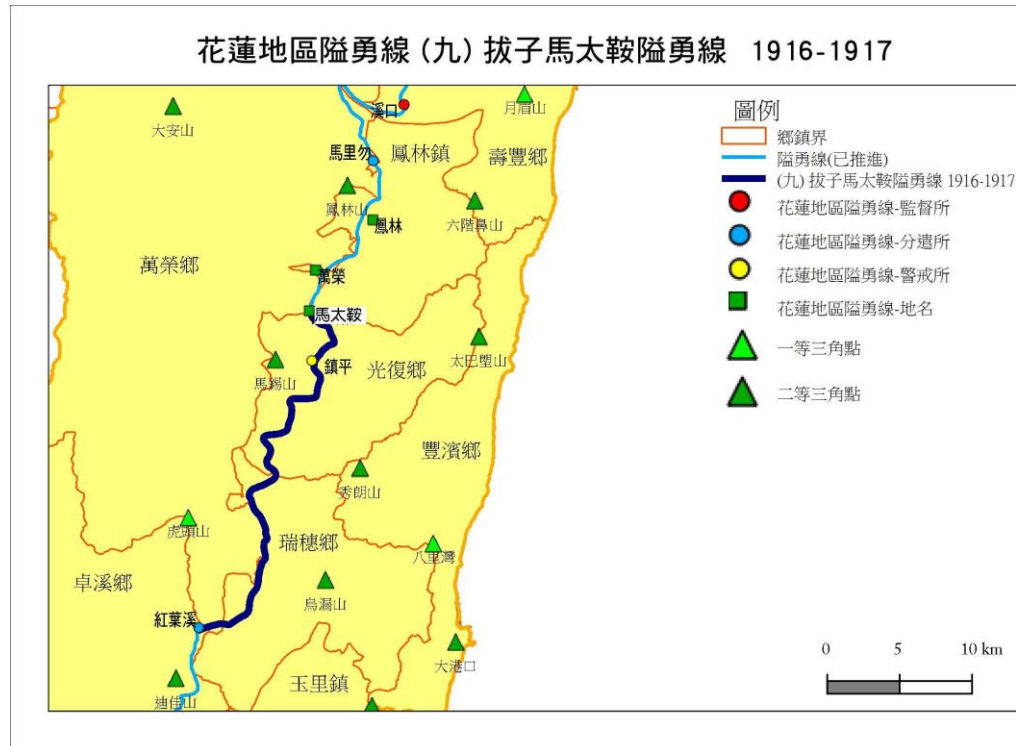 花蓮地區隘勇線（九）拔子馬太鞍隘勇線 1916-1917
溪口
月眉山
大安山
馬里勿
鳳林鎮
壽豐鄉
鳳林山
六階鼻山
鳳林
萬榮鄉
萬榮
馬太鞍
太巴塱山
鎮平
光復鄉
馬錫山
豐濱鄉
秀朗山
虎頭山
瑞穗鄉
八里灣
卓溪鄉
烏漏山
紅葉溪
大港口
玉里鎮
迪佳山
圖例
鄉鎮界
隘勇線(已推進)
(九) 拔子馬太鞍隘勇線 1916-1917
花蓮地區隘勇線-監督所
花蓮地區隘勇線-分遣所
花蓮地區隘勇線-警戒所
花蓮地區隘勇線-地名
一等三角點
二等三角點
0 5 10 km